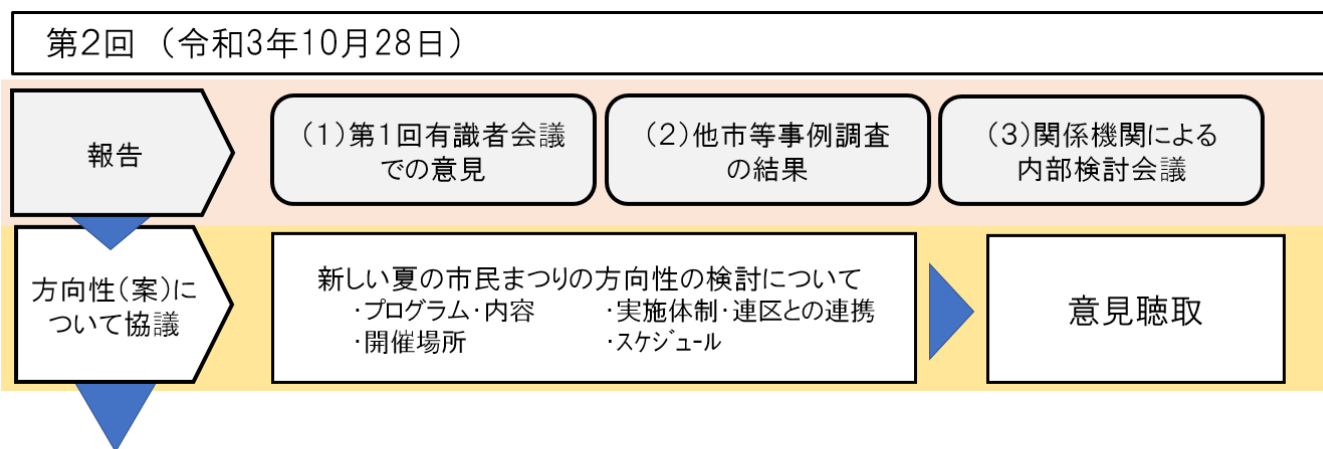 第2回 (令和3年10月28日)
報告
(1)第1回有識者会議
での意見
(2)他市等事例調査
の結果
(3)関係機関による
内部検討会議
方向性(案)に
ついて協議
新しい夏の市民まつりの方向性の検討について
・プログラム・内容 ・実施体制・連区との連携
・開催場所 ・スケジュール
意見聴取